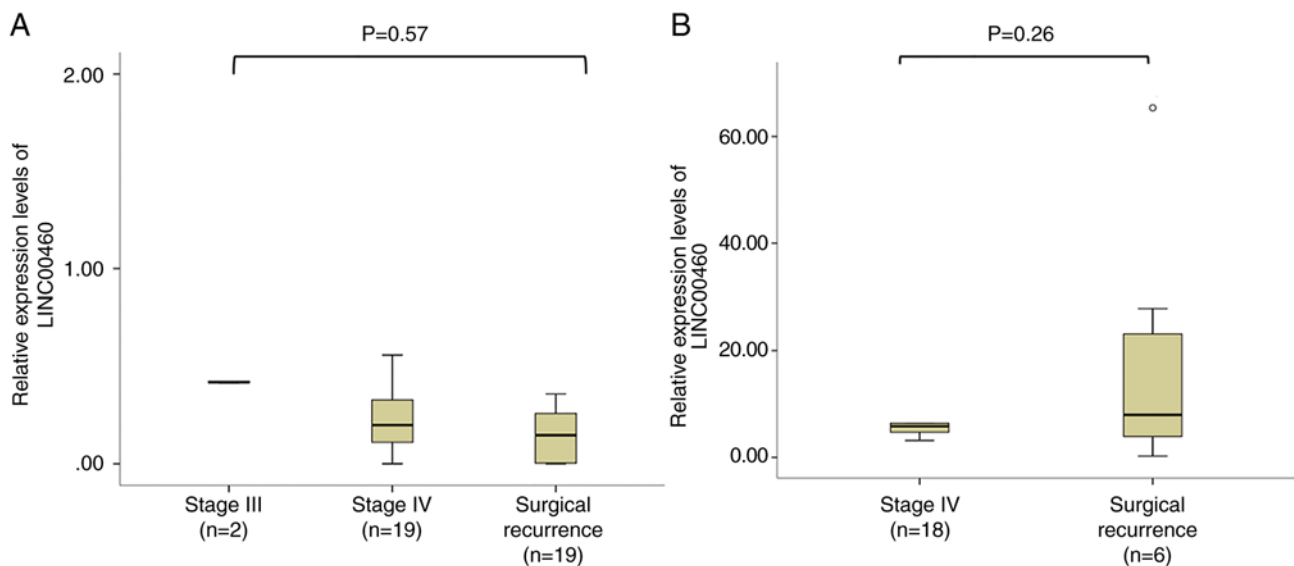 A
P=0.57
2.00
1.00
.00
Relative expression levels of
LINC00460
Stage III
(n=2)
Stage IV
(n=19)
Surgical
recurrence
(n=19)
B
P=0.26
60.00
40.00
20.00
0.00
Relative expression levels of
LINC00460
Stage IV
(n=18)
Surgical
recurrence
(n=6)